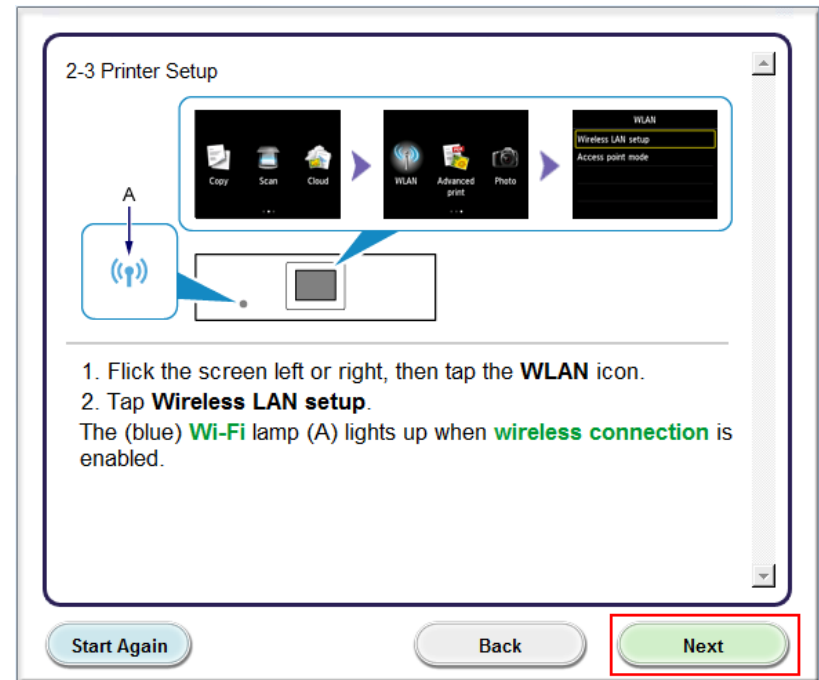 2-3 Printer Setup
Copy
Scan
Cloud
WLAN
Advanced
print
Photo
WLAN
Wireless LAN setup
Access point mode
A
1. Flick the screen left or right, then tap the WLAN icon.
2. Tap Wireless LAN setup.
The (blue) Wi-Fi lamp (A) lights up when wireless connection is
enabled.
Start Again
Back
Next